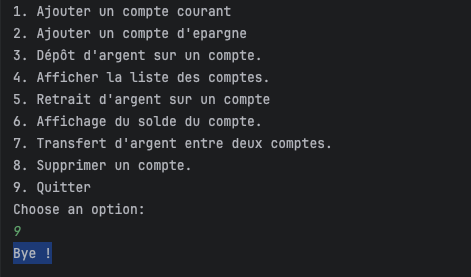 1. Ajouter un compte courant
2. Ajouter un compte d'epargne
3. Dépôt d'argent sur un compte.
4. Afficher la liste des comptes.
5. Retrait d'argent sur un compte
6. Affichage du solde du compte.
7. Transfert d'argent entre deux comptes.
8. Supprimer un compte.
9. Quitter
Choose an option:
9
Bye !